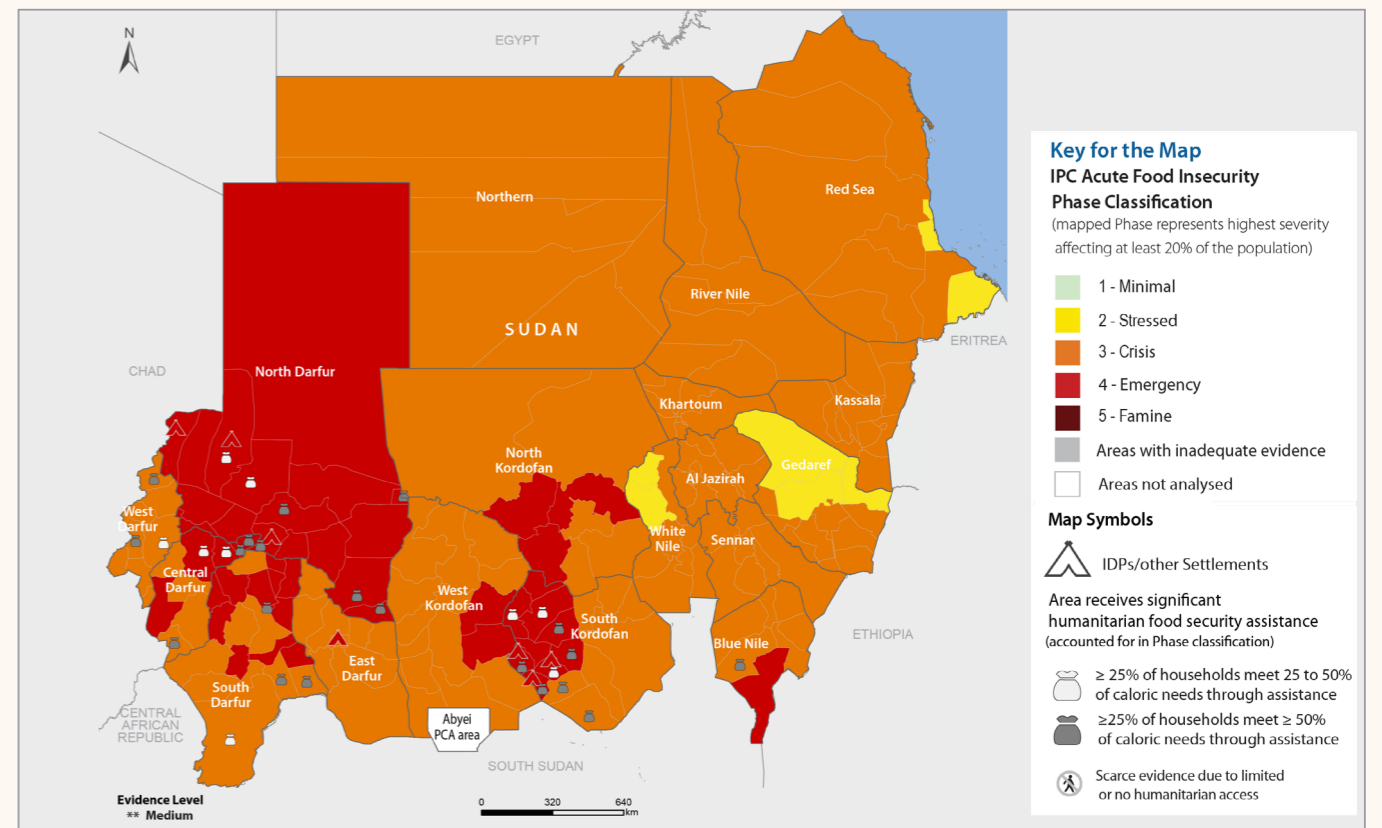 N
EGYPT
Northern
Red Sea
River Nile
SUDAN
ERITREA
CHAD
North Darfur
Khartoum
Kassala
North
Kordofan
Gedaref
Al Jazirah
West
Darfur
White
Nile
Sennar
Central
Darfur
West
Kordofan
South
Kordofan
Blue Nile
ETHIOPIA
East
Darfur
South
Darfur
CENTRAL
AFRICAN
REPUBLIC
Abyei
PCA area
SOUTH SUDAN
Evidence Level
** Medium
0 320 640
km
Key for the Map
IPC Acute Food Insecurity
Phase Classification
(mapped Phase represents highest severity
affecting at least 20% of the population)
1 - Minimal
2 - Stressed
3 - Crisis
4 - Emergency
5 - Famine
Areas with inadequate evidence
Areas not analysed
Map Symbols
IDPs/other Settlements
Area receives significant
humanitarian food security assistance
(accounted for in Phase classification)
≥ 25% of households meet 25 to 50%
of caloric needs through assistance
≥25% of households meet ≥ 50%
of caloric needs through assistance
Scarce evidence due to limited
or no humanitarian access